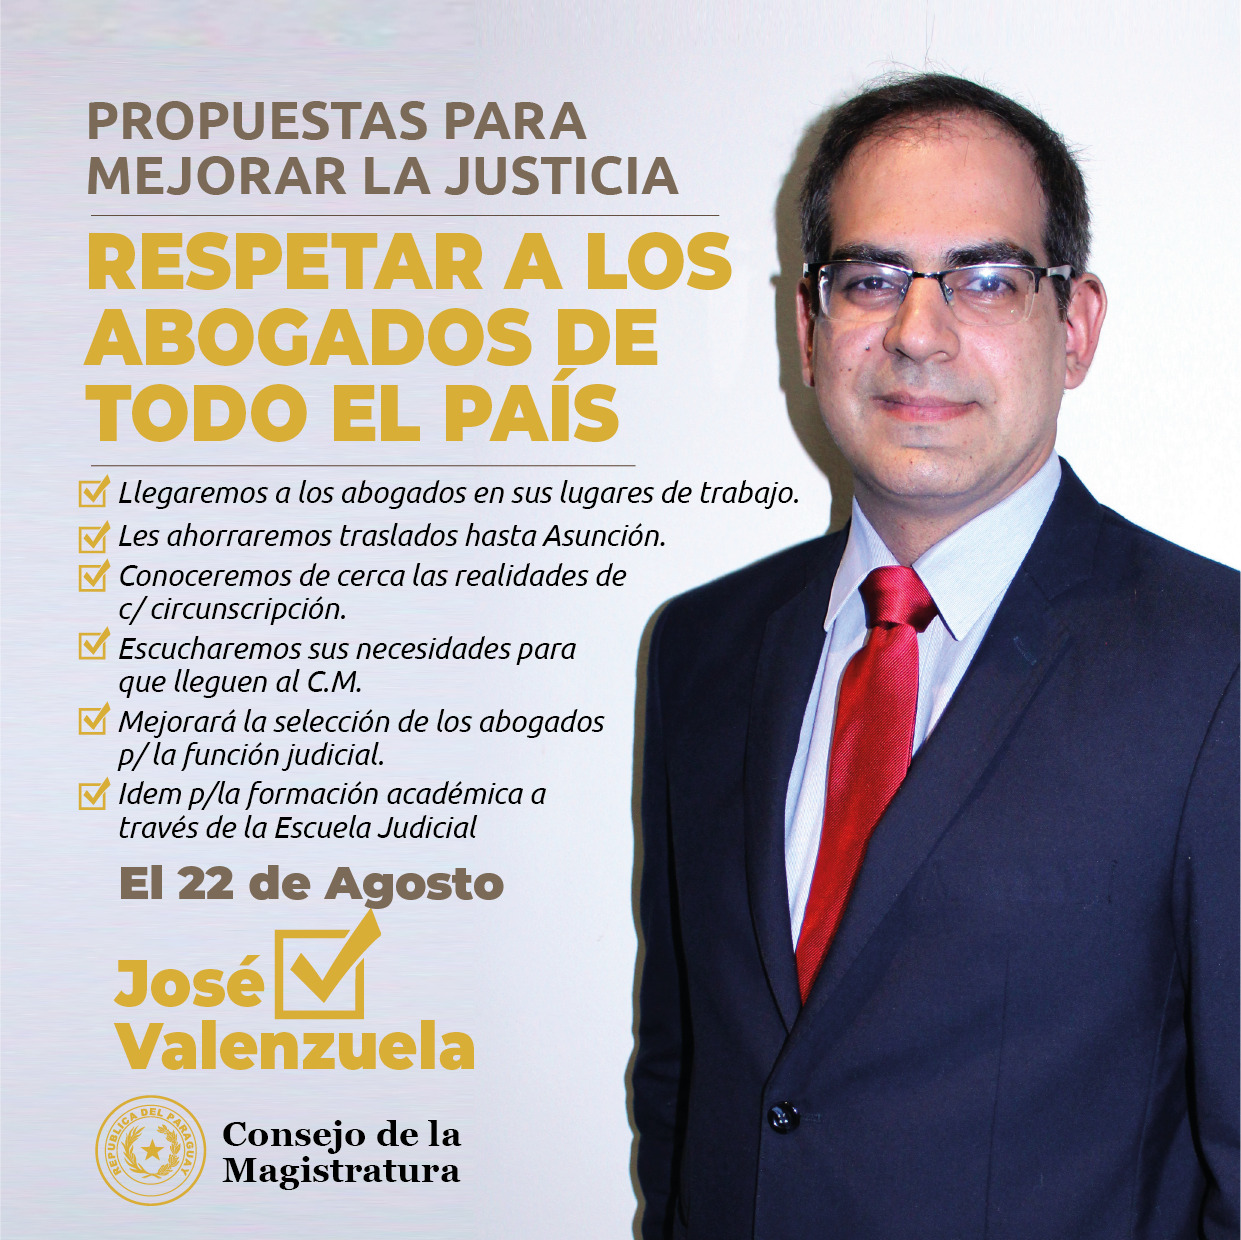 PROPUESTAS PARA
MEJORAR LA JUSTICIA
RESPETAR A LOS
ABOGADOS DE
TODO EL PAÍS
Llegaremos a los abogados en sus lugares de trabajo.
Les ahorraremos traslados hasta Asunción.
Conoceremos de cerca las realidades de
c/ circunscripción.
Escucharemos sus necesidades para
que lleguen al C.M.
Mejorará la selección de los abogados
p/ la función judicial.
Idem p/la formación académica a
través de la Escuela Judicial
El 22 de Agosto
José
Valenzuela
REPUBLICA DEL PARAGUAY
Consejo de la
Magistratura